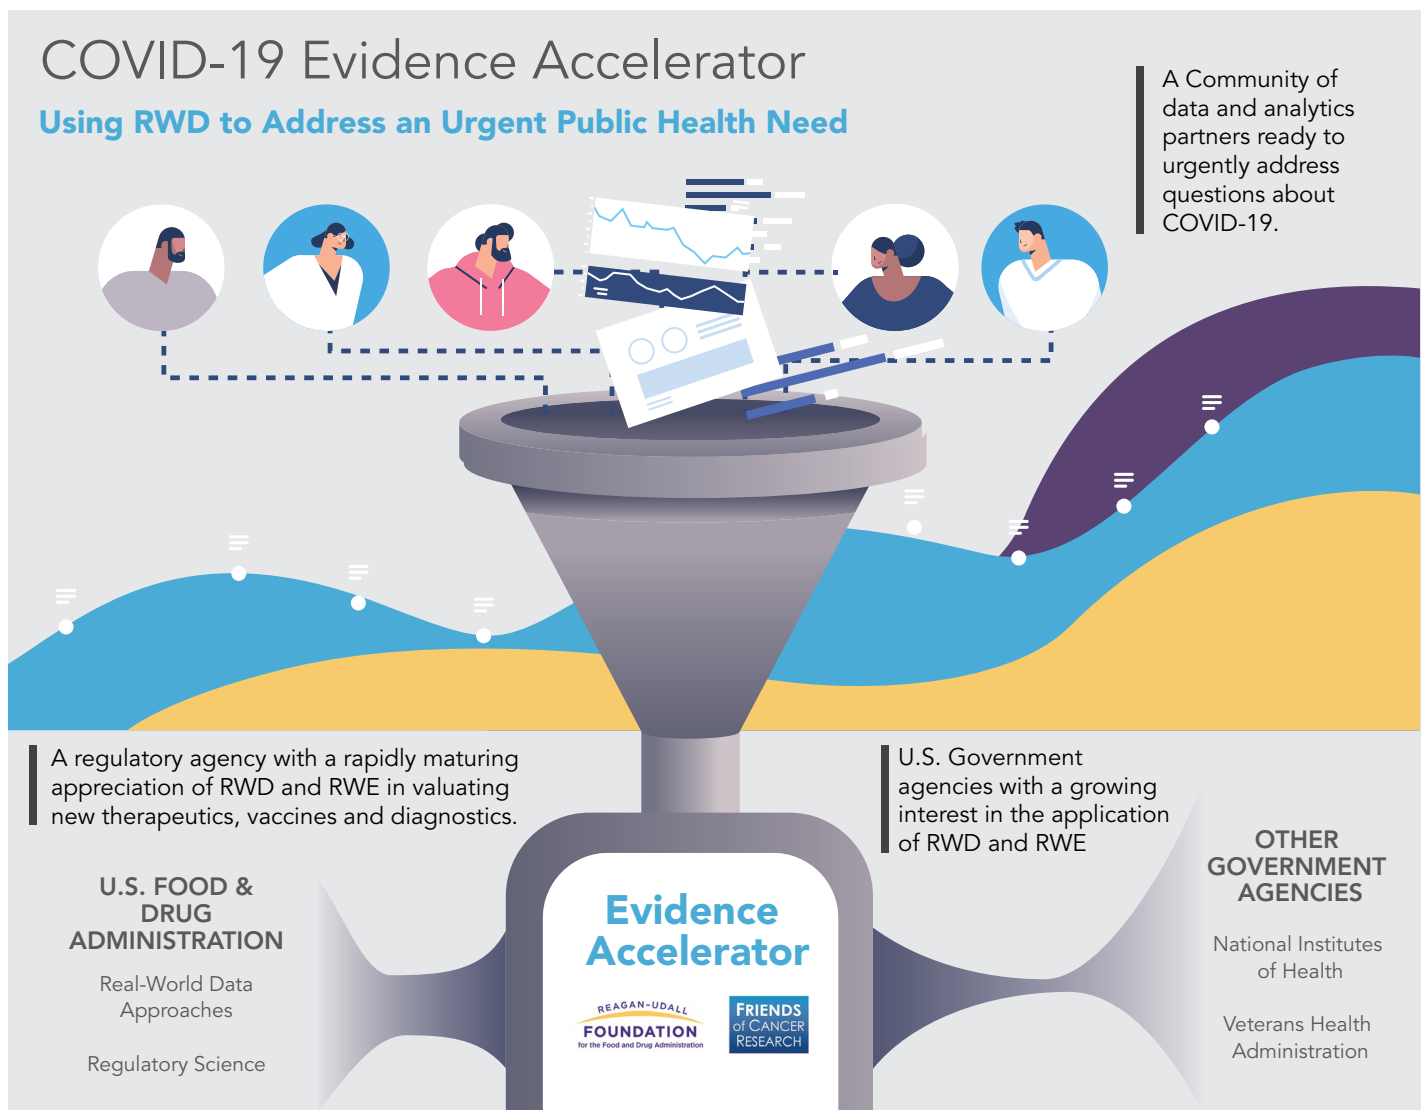 COVID-19 Evidence Accelerator
Using RWD to Address an Urgent Public Health Need
A Community of
data and analytics
partners ready to
urgently address
questions about
COVID-19.
A regulatory agency with a rapidly maturing
appreciation of RWD and RWE in valuating
new therapeutics, vaccines and diagnostics.
U.S. Government
agencies with a growing
interest in the application
of RWD and RWE
U.S. FOOD &
DRUG
ADMINISTRATION
Real-World Data
Approaches
Regulatory Science
Evidence
Accelerator
REAGAN-UDALL
FOUNDATION
for the Food and Drug Administration
FRIENDS
of CANCER
RESEARCH
OTHER
GOVERNMENT
AGENCIES
National Institutes
of Health
Veterans Health
Administration